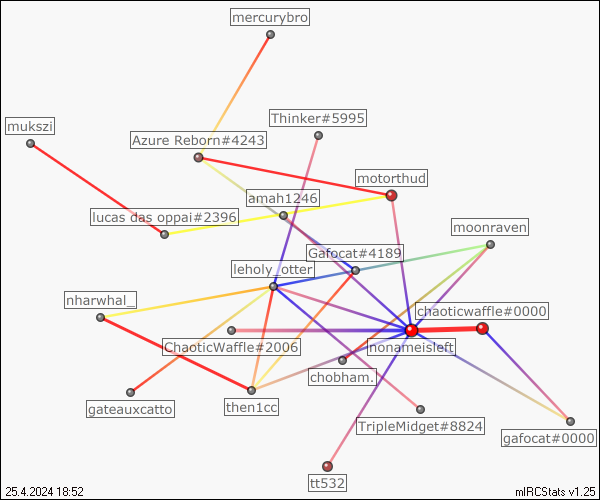 mercurybro
Thinker#5995
mukszi
Azure Reborn#4243
motorthud
amah1246
lucas das oppai#2396
moonraven
Gafocat#4189
leholy_otter
nharwhal_
chaoticwaffle#0000
ChaoticWaffle#2006
nonameisleft
chobham.
gateauxcatto
then1cc
TripleMidget#8824
gafocat#0000
tt532
25.4.2024 18:52
mIRCStats v1.25